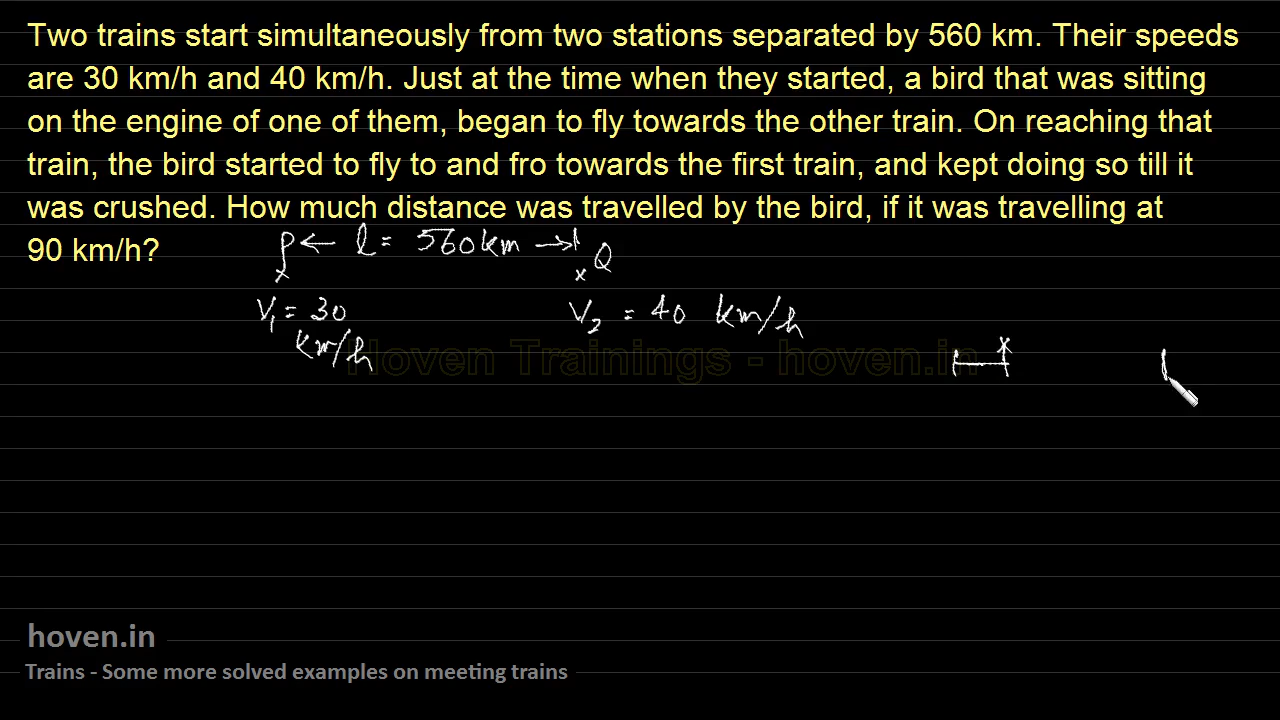 Two trains start simultaneously from two stations separated by 560 km. Their speeds
are 30 km/h and 40 km/h. Just at the time when they started, a bird that was sitting
on the engine of one of them, began to fly towards the other train. On reaching that
train, the bird started to fly to and fro towards the first train, and kept doing so till it
was crushed. How much distance was travelled by the bird, if it was travelling at
90 km/h?
P ← l = 560 km → Q
x x
V₁ = 30 V₂ = 40 km/h
km/h
Hoven Trainings - hoven.in
x
hoven.in
Trains - Some more solved examples on meeting trains